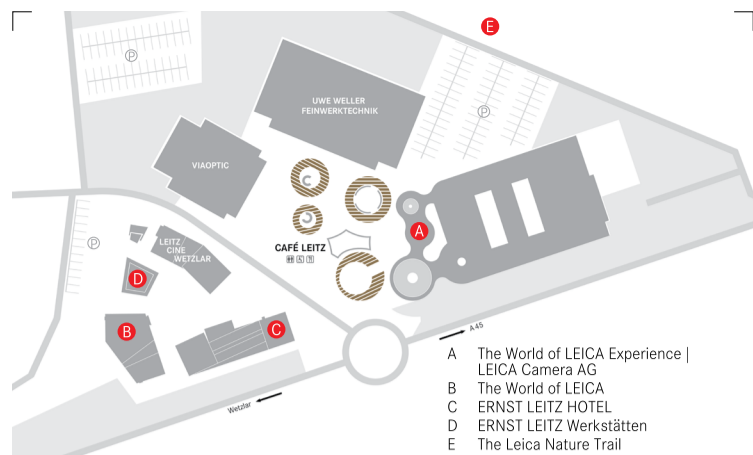 E
P
UWE WELLER
FEINWERKTECHNIK
P
VIAOPTIC
A
P
LEITZ
CINE
WETZLAR
CAFÉ LEITZ
D
B
C
A 45
Wetzlar
A The World of LEICA Experience |
LEICA Camera AG
B The World of LEICA
C ERNST LEITZ HOTEL
D ERNST LEITZ Werkstätten
E The Leica Nature Trail